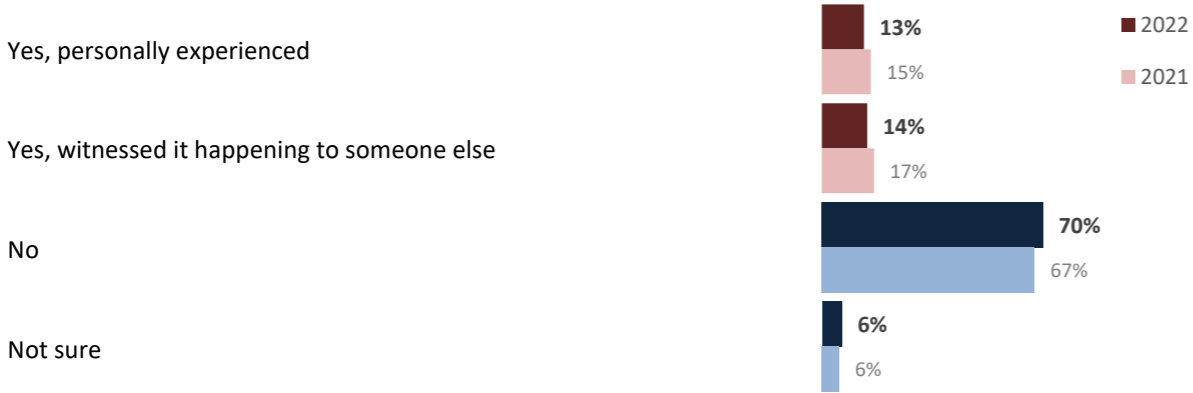 13%
2022
Yes, personally experienced
15%
2021
14%
Yes, witnessed it happening to someone else
17%
70%
No
67%
6%
Not sure
6%